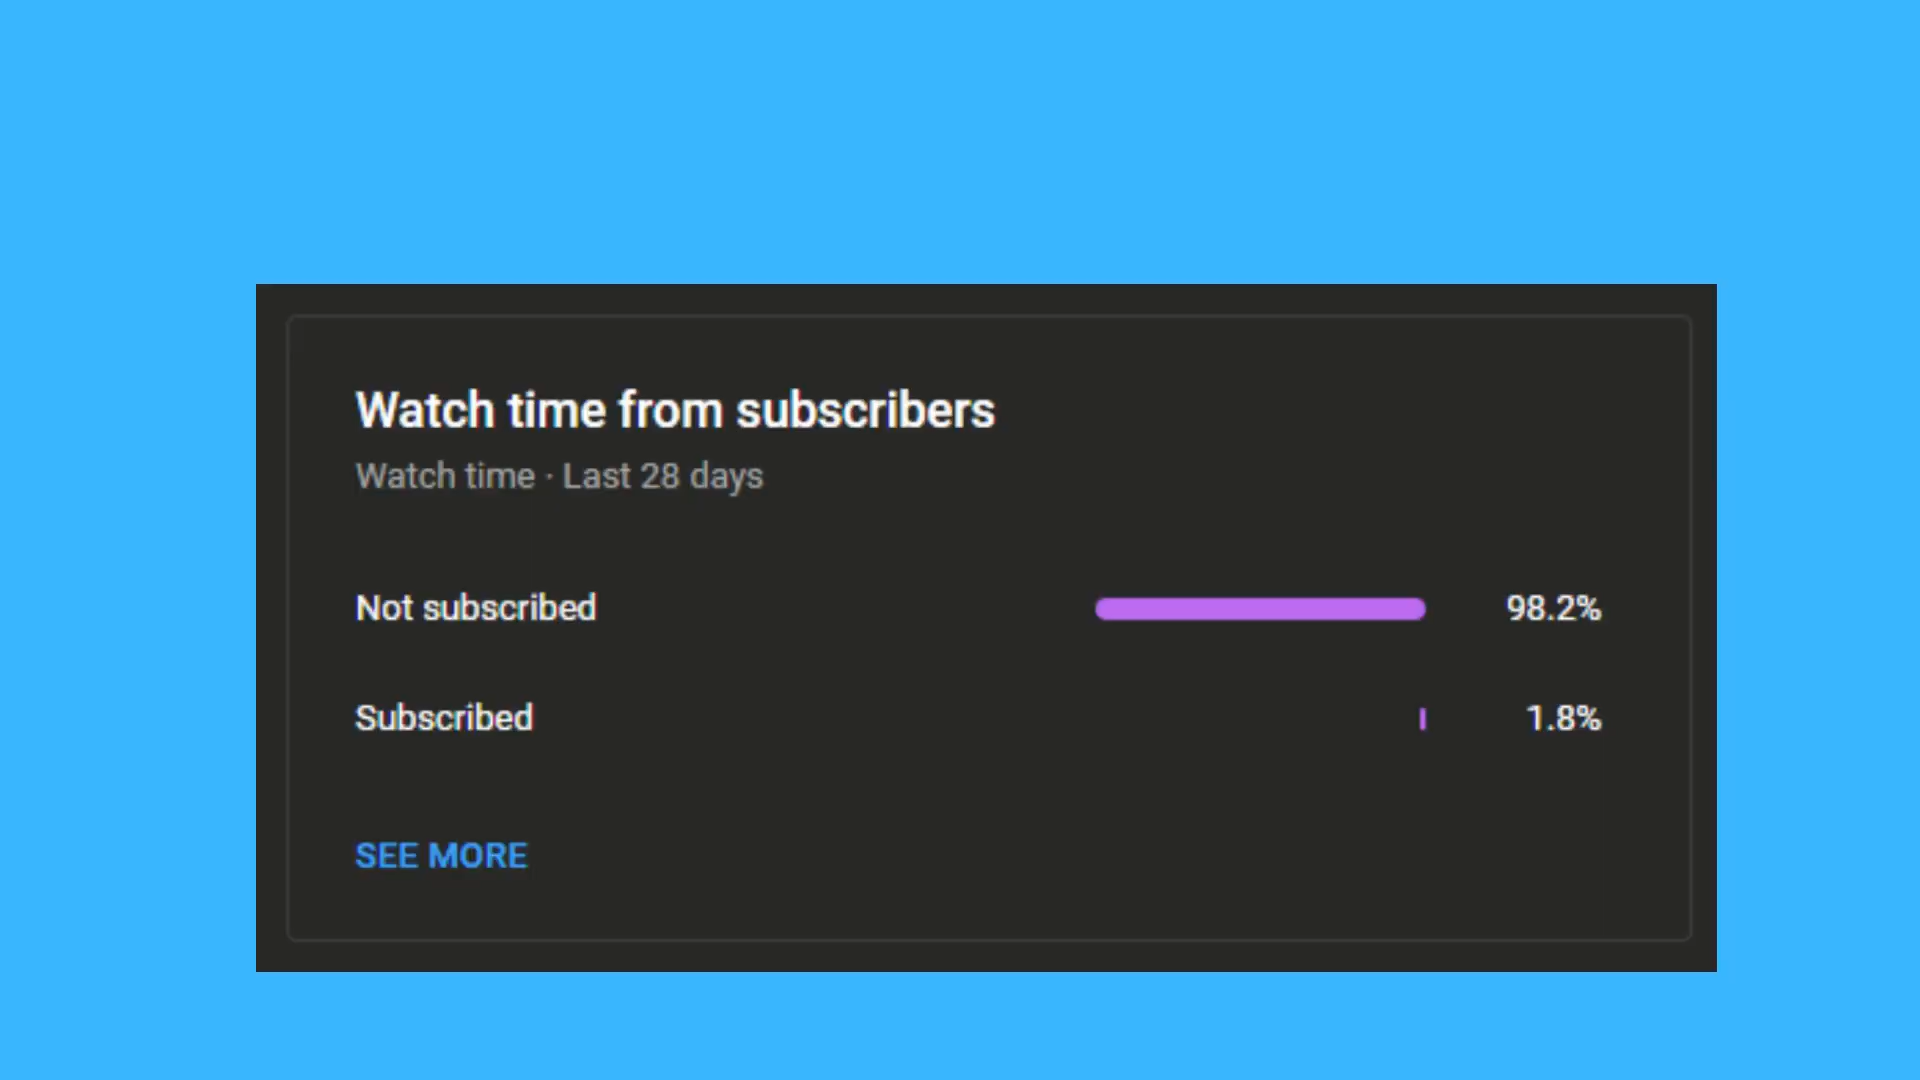 Watch time from subscribers
Watch time · Last 28 days
Not subscribed 98.2%
Subscribed 1.8%
SEE MORE